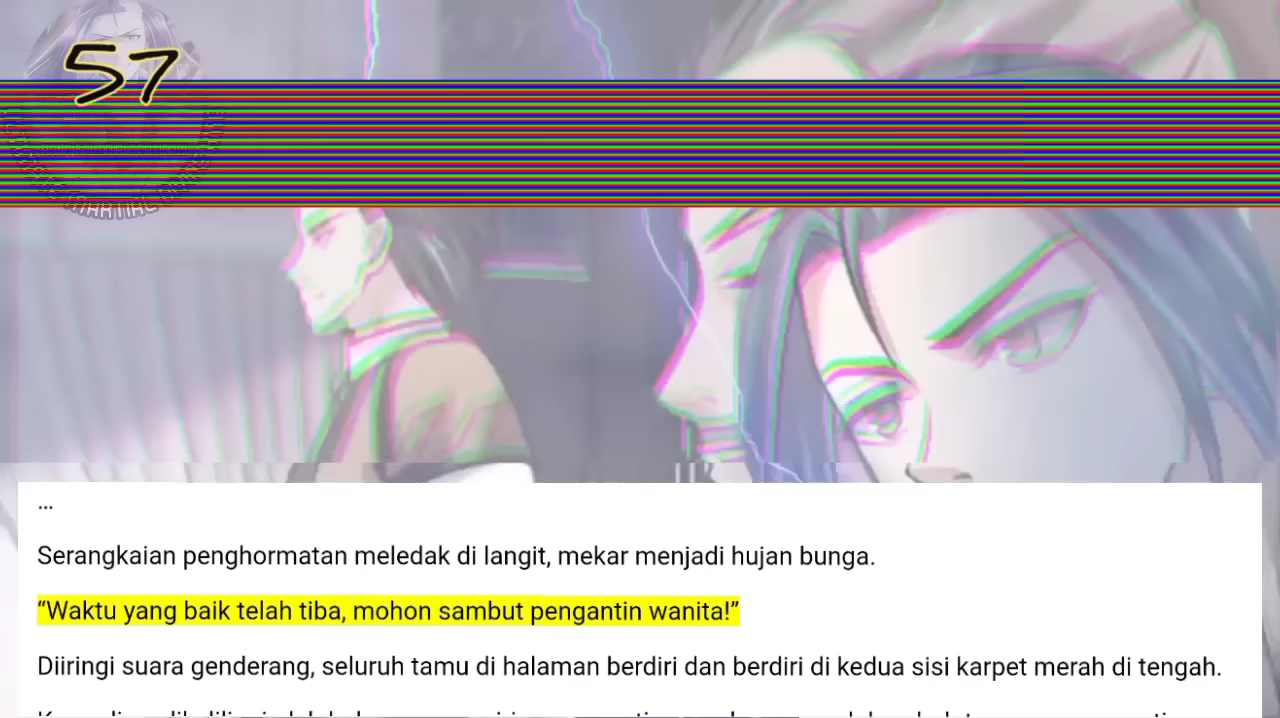 57
MARTIAL
...
Serangkaian penghormatan meledak di langit, mekar menjadi hujan bunga.
“Waktu yang baik telah tiba, mohon sambut pengantin wanita!”
Diiringi suara genderang, seluruh tamu di halaman berdiri dan berdiri di kedua sisi karpet merah di tengah.